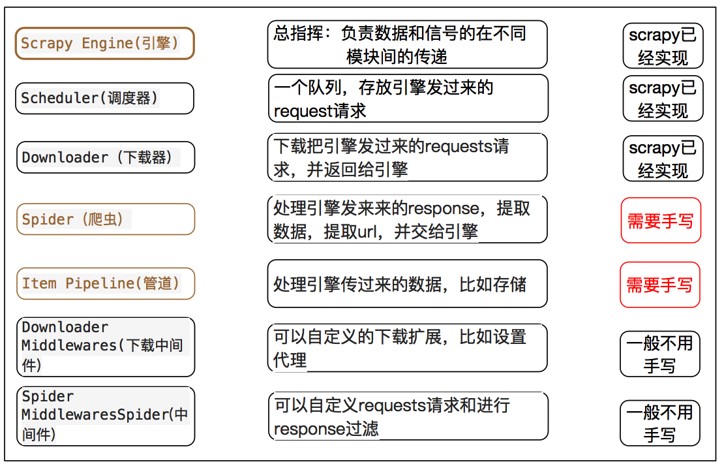 Scrapy Engine(引擎)
总指挥：负责数据和信号的在不同
模块间的传递
scrapy已
经实现
Scheduler(调度器)
一个队列，存放引擎发过来的
request请求
scrapy已
经实现
Downloader（下载器）
下载把引擎发过来的requests请
求，并返回给引擎
scrapy已
经实现
Spider（爬虫）
处理引擎发来来的response，提取
数据，提取url，并交给引擎
需要手写
Item Pipeline(管道)
处理引擎传过来的数据，比如存储
需要手写
Downloader
Middlewares(下载中间
件)
可以自定义的下载扩展，比如设置
代理
一般不用
手写
Spider
MiddlewaresSpider(中
间件)
可以自定义requests请求和进行
response过滤
一般不用
手写